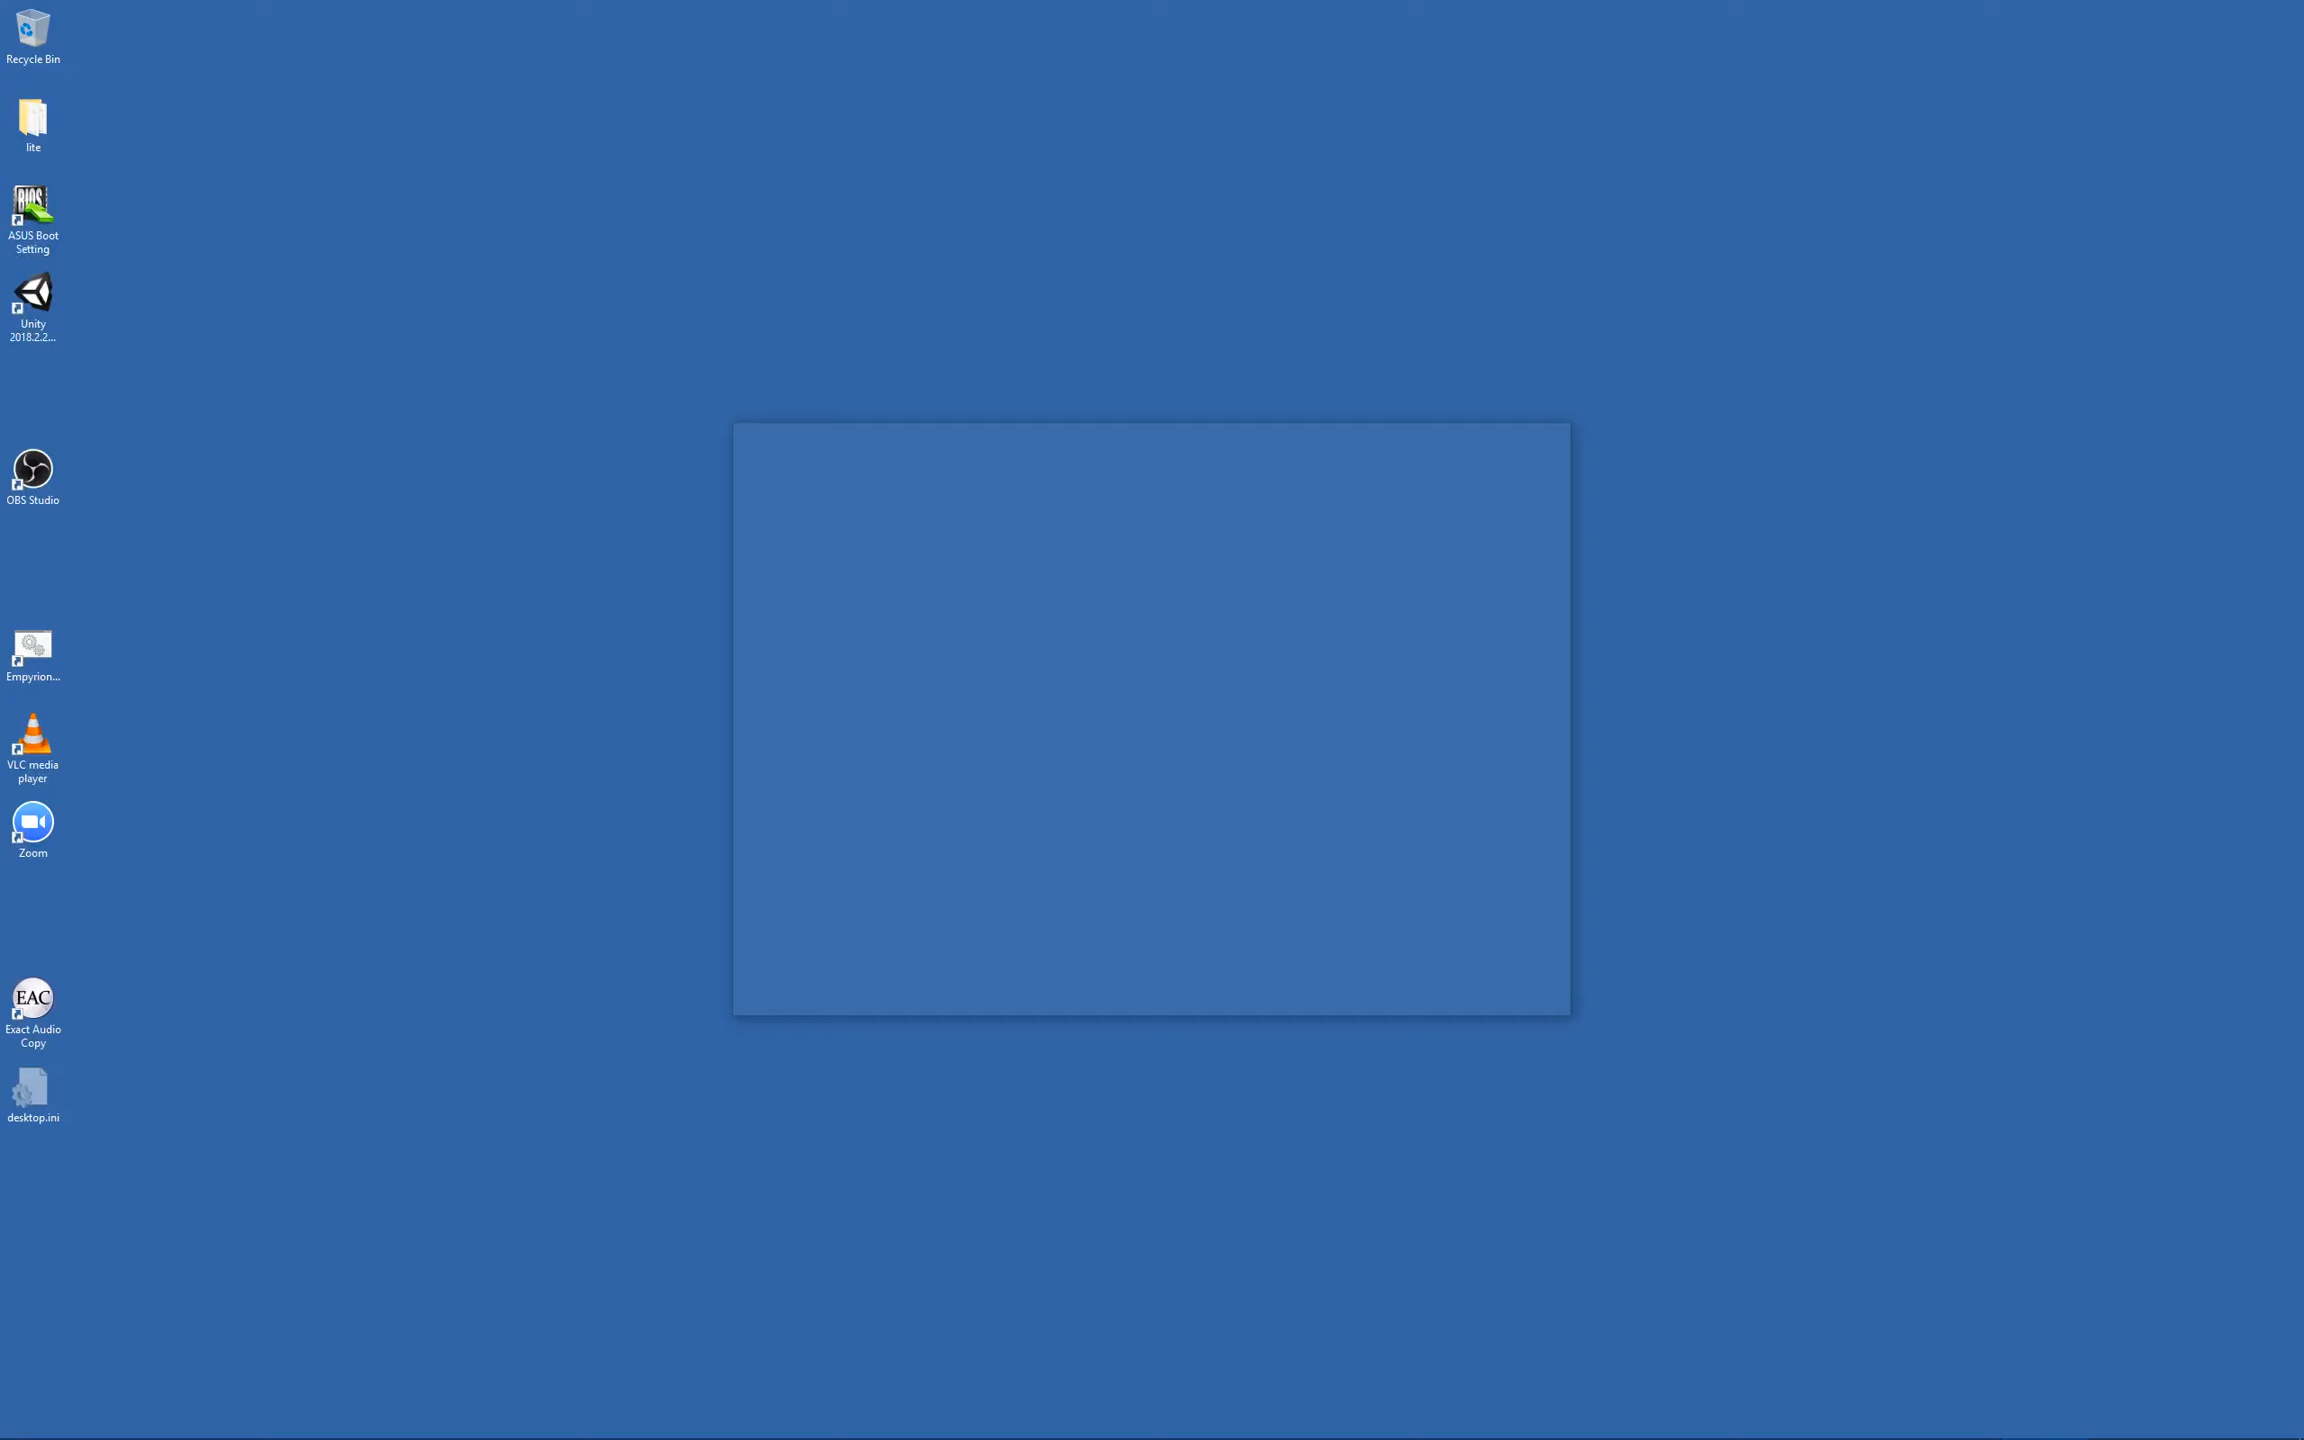 Recycle Bin
lite
BIOS
ASUS Boot
Setting
Unity
2018.2.2...
OBS Studio
Empyrion...
VLC media
player
Zoom
EAC
Exact Audio
Copy
desktop.ini